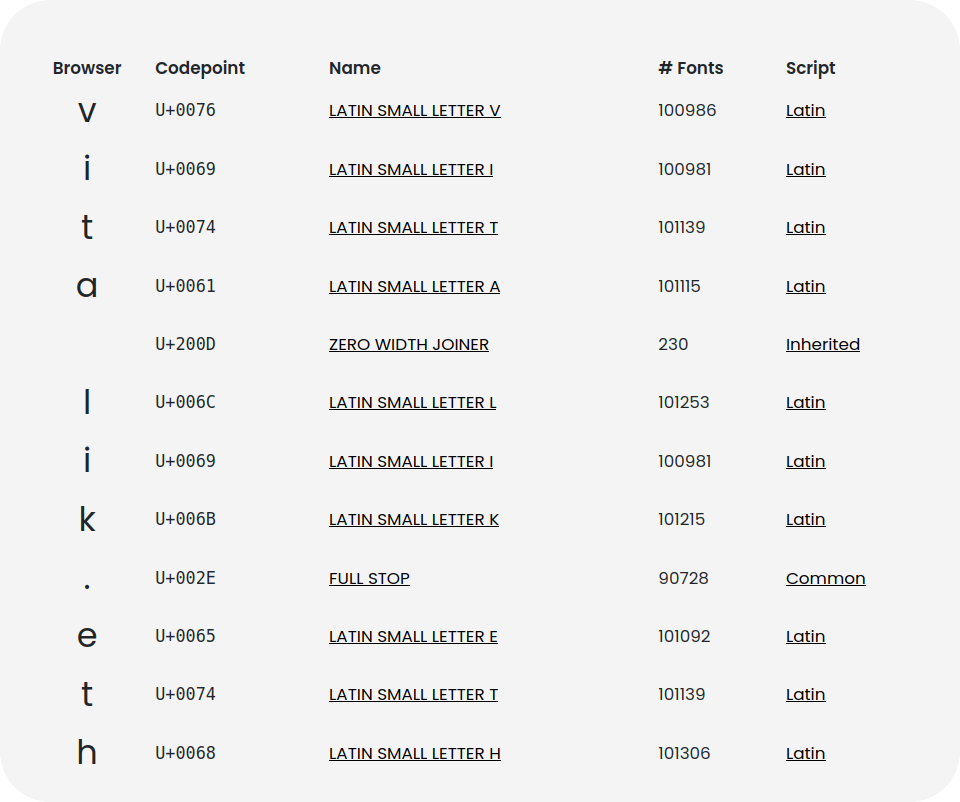 Browser Codepoint Name # Fonts Script
v U+0076 LATIN SMALL LETTER V 100986 Latin
i U+0069 LATIN SMALL LETTER I 100981 Latin
t U+0074 LATIN SMALL LETTER T 101139 Latin
a U+0061 LATIN SMALL LETTER A 101115 Latin
U+200D ZERO WIDTH JOINER 230 Inherited
l U+006C LATIN SMALL LETTER L 101253 Latin
i U+0069 LATIN SMALL LETTER I 100981 Latin
k U+006B LATIN SMALL LETTER K 101215 Latin
. U+002E FULL STOP 90728 Common
e U+0065 LATIN SMALL LETTER E 101092 Latin
t U+0074 LATIN SMALL LETTER T 101139 Latin
h U+0068 LATIN SMALL LETTER H 101306 Latin